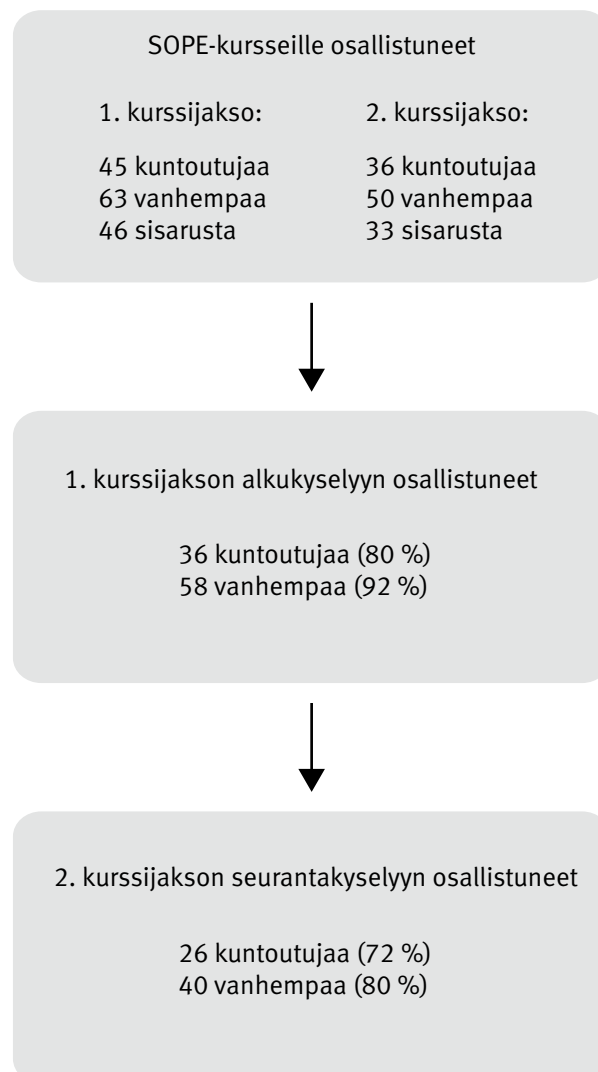 SOPE-kursseille osallistuneet
1. kurssijakso:
45 kuntoutujaa
63 vanhempaa
46 sisarusta
2. kurssijakso:
36 kuntoutujaa
50 vanhempaa
33 sisarusta
1. kurssijakson alkukyselyyn osallistuneet
36 kuntoutujaa (80 %)
58 vanhempaa (92 %)
2. kurssijakson seurantakyselyyn osallistuneet
26 kuntoutujaa (72 %)
40 vanhempaa (80 %)